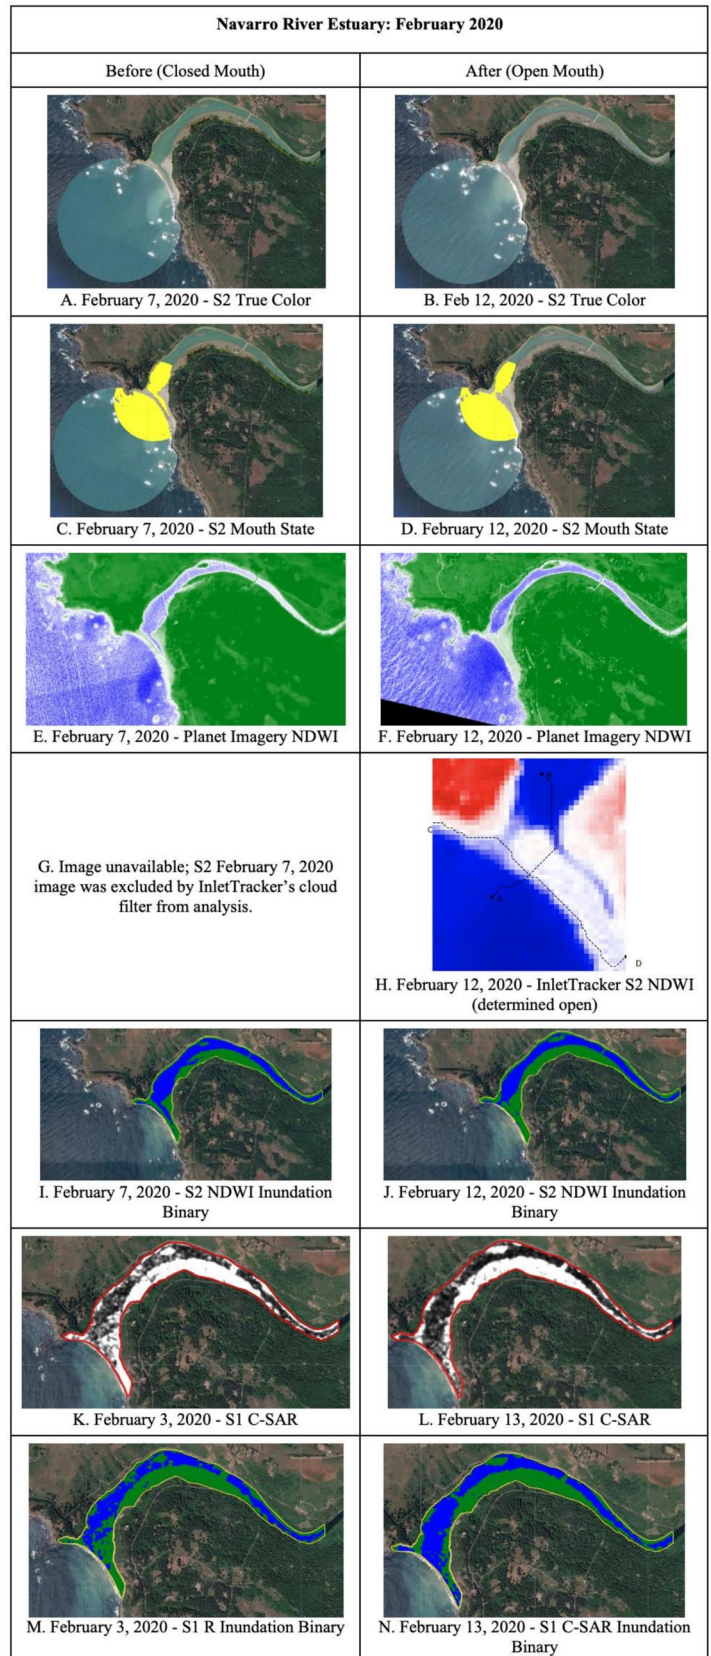 Navarro River Estuary: February 2020
Before (Closed Mouth)
After (Open Mouth)
A. February 7, 2020 - S2 True Color
B. Feb 12, 2020 - S2 True Color
C. February 7, 2020 - S2 Mouth State
D. February 12, 2020 - S2 Mouth State
E. February 7, 2020 - Planet Imagery NDWI
F. February 12, 2020 - Planet Imagery NDWI
G. Image unavailable; S2 February 7, 2020
image was excluded by InletTracker's cloud
filter from analysis.
B
C
A
D
H. February 12, 2020 - InletTracker S2 NDWI
(determined open)
I. February 7, 2020 - S2 NDWI Inundation
Binary
J. February 12, 2020 - S2 NDWI Inundation
Binary
K. February 3, 2020 - S1 C-SAR
L. February 13, 2020 - S1 C-SAR
M. February 3, 2020 - S1 R Inundation Binary
N. February 13, 2020 - S1 C-SAR Inundation
Binary